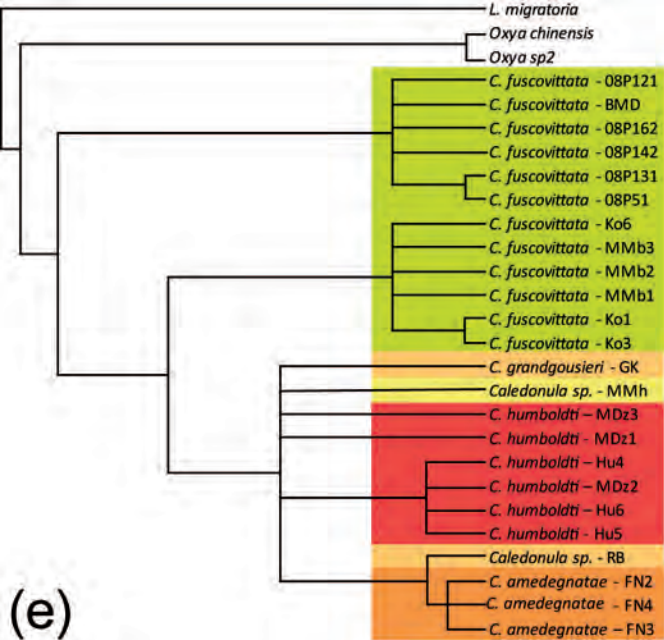 L. migratoria
Oxya chinensis
Oxya sp2
C. fuscovittata - 08P121
C. fuscovittata - BMD
C. fuscovittata - 08P162
C. fuscovittata - 08P142
C. fuscovittata - 08P131
C. fuscovittata - 08P51
C. fuscovittata - Ko6
C. fuscovittata - MMb3
C. fuscovittata - MMb2
C. fuscovittata - MMb1
C. fuscovittata - Ko1
C. fuscovittata - Ko3
C. grandgousieri - GK
Caledonula sp. - MMh
C. humboldti – MDz3
C. humboldti - MDz1
C. humboldti – Hu4
C. humboldti – MDz2
C. humboldti – Hu6
C. humboldti – Hu5
Caledonula sp. - RB
C. amedegnatae - FN2
C. amedegnatae - FN4
C. amedegnatae – FN3
(e)